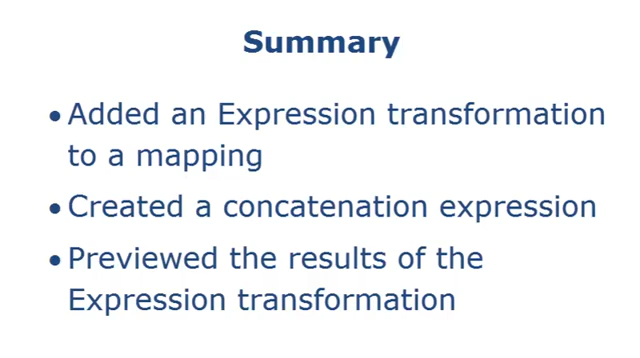 Summary
• Added an Expression transformation
to a mapping
• Created a concatenation expression
• Previewed the results of the
Expression transformation